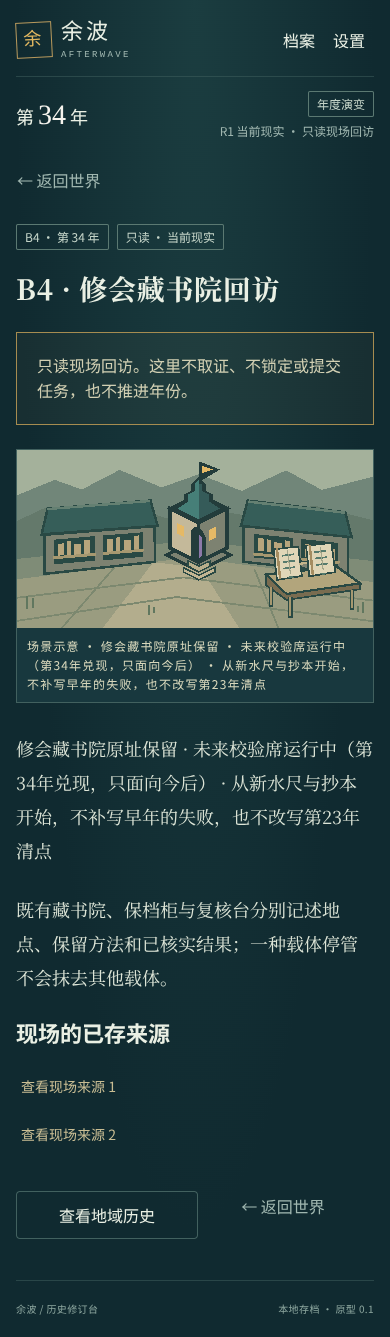 余
余波
AFTERWAVE
档案
设置
第34年
年度演变
R1 当前现实 · 只读现场回访
← 返回世界
B4 · 第34年
只读 · 当前现实
B4 · 修会藏书院回访
只读现场回访。这里不取证、不锁定或提交
任务，也不推进年份。
场景示意 · 修会藏书院原址保留 · 未来校验席运行中
（第34年兑现，只面向今后） · 从新水尺与抄本开始，
不补写早年的失败，也不改写第23年清点
修会藏书院原址保留 · 未来校验席运行中（第
34年兑现，只面向今后） · 从新水尺与抄本
开始，不补写早年的失败，也不改写第23年
清点
既有藏书院、保档柜与复核台分别记述地
点、保留方法和已核实结果；一种载体停管
不会抹去其他载体。
现场的已存来源
查看现场来源 1
查看现场来源 2
查看地域历史
← 返回世界
余波 / 历史修订台
本地存档 · 原型 0.1